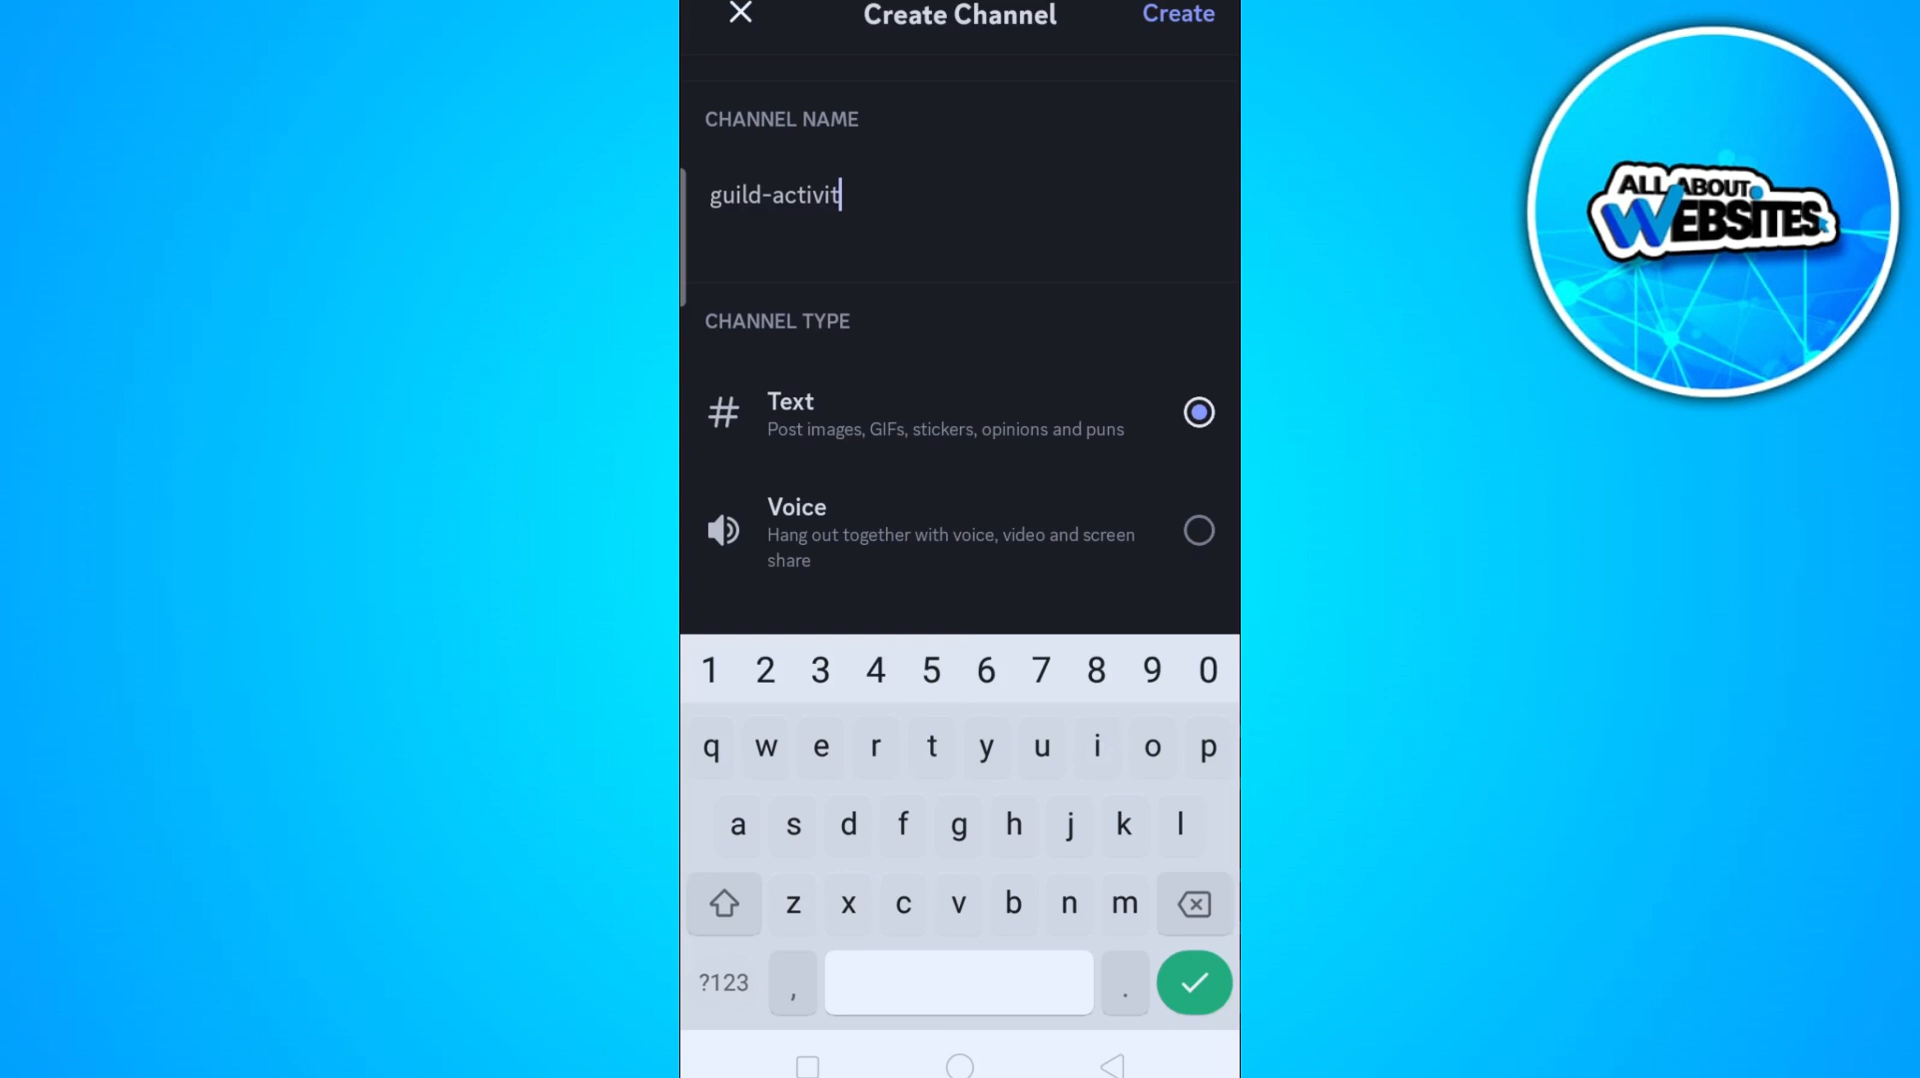 Create Channel
Create
CHANNEL NAME
guild-activit
CHANNEL TYPE
Text
Post images, GIFs, stickers, opinions and puns
Voice
Hang out together with voice, video and screen
share
1 2 3 4 5 6 7 8 9 0
q w e r t y u i o p
a s d f g h j k l
z x c v b n m
?123 , .
ALL ABOUT
WEBSITES